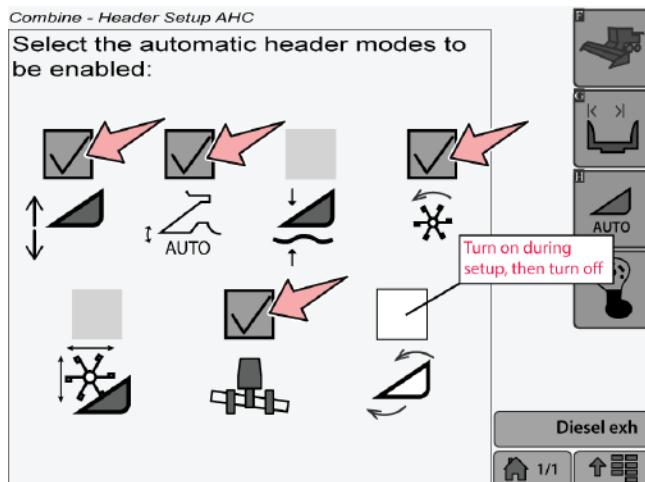 Combine - Header Setup AHC
Select the automatic header modes to
be enabled:
F
G
H
AUTO
AUTO
Turn on during
setup, then turn off
Diesel exh
1/1